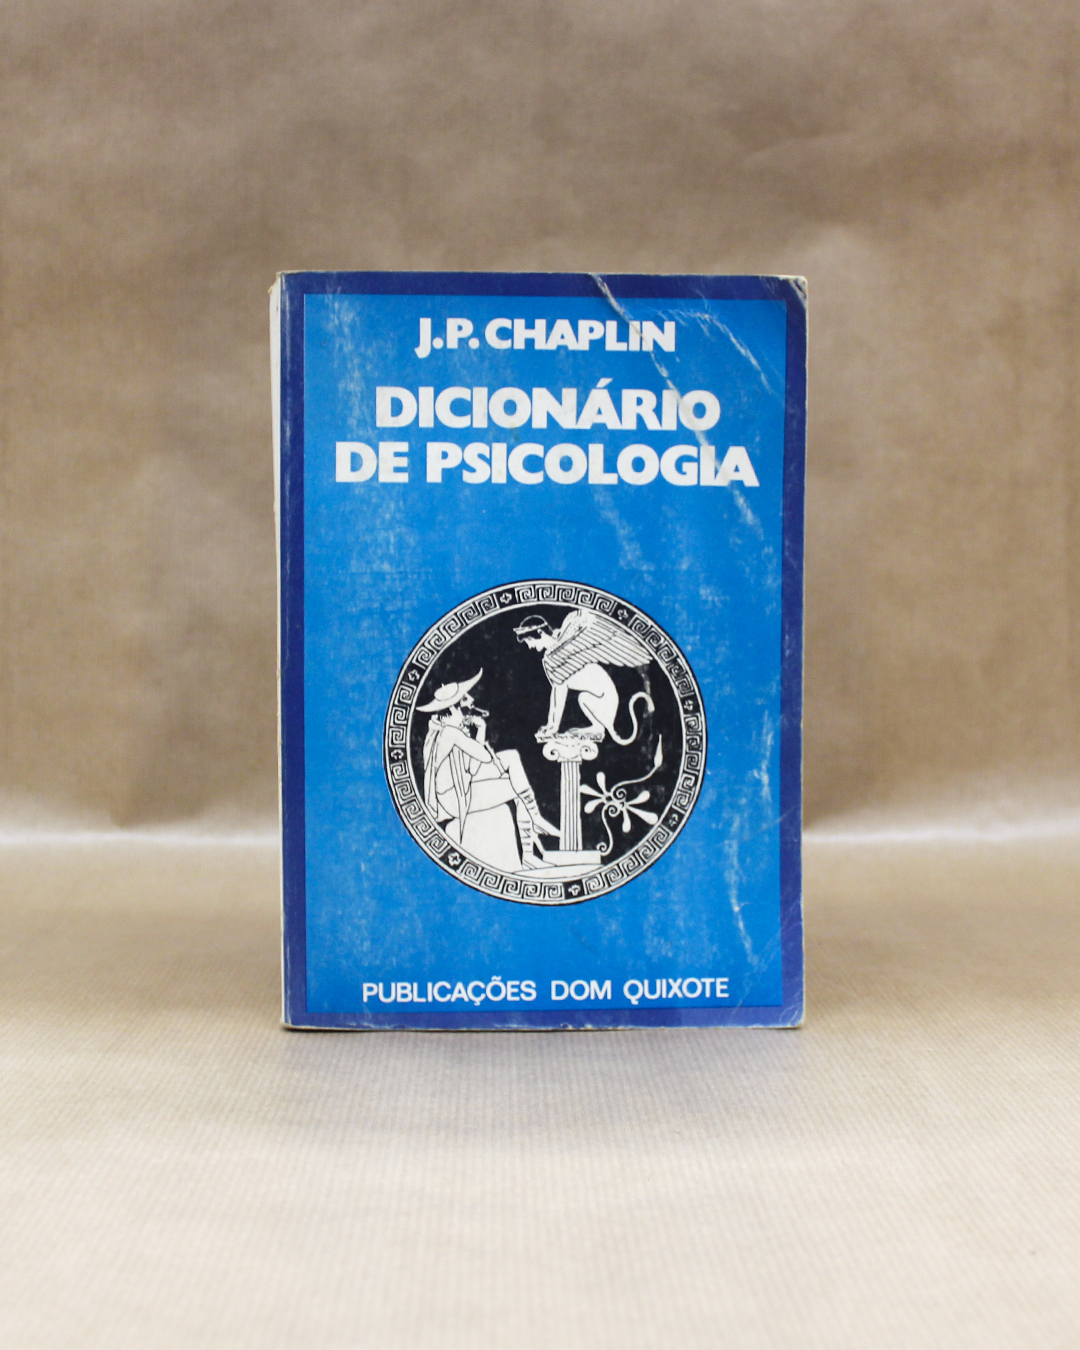 J.P. CHAPLIN
DICIONÁRIO
DE PSICOLOGIA
PUBLICAÇÕES DOM QUIXOTE